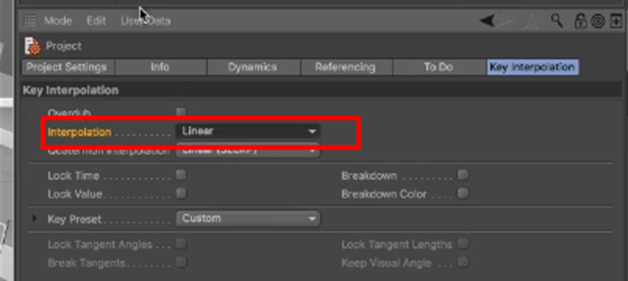 Mode Edit User Data
Project
Project Settings Info Dynamics Referencing To Do Key Interpolation
Key Interpolation
Overdub
Interpolation Linear
Quaternion Interpolation Linear (SLERP)
Lock Time Breakdown
Lock Value Breakdown Color
Key Preset Custom
Lock Tangent Angles Lock Tangent Lengths
Break Tangents Keep Visual Angle